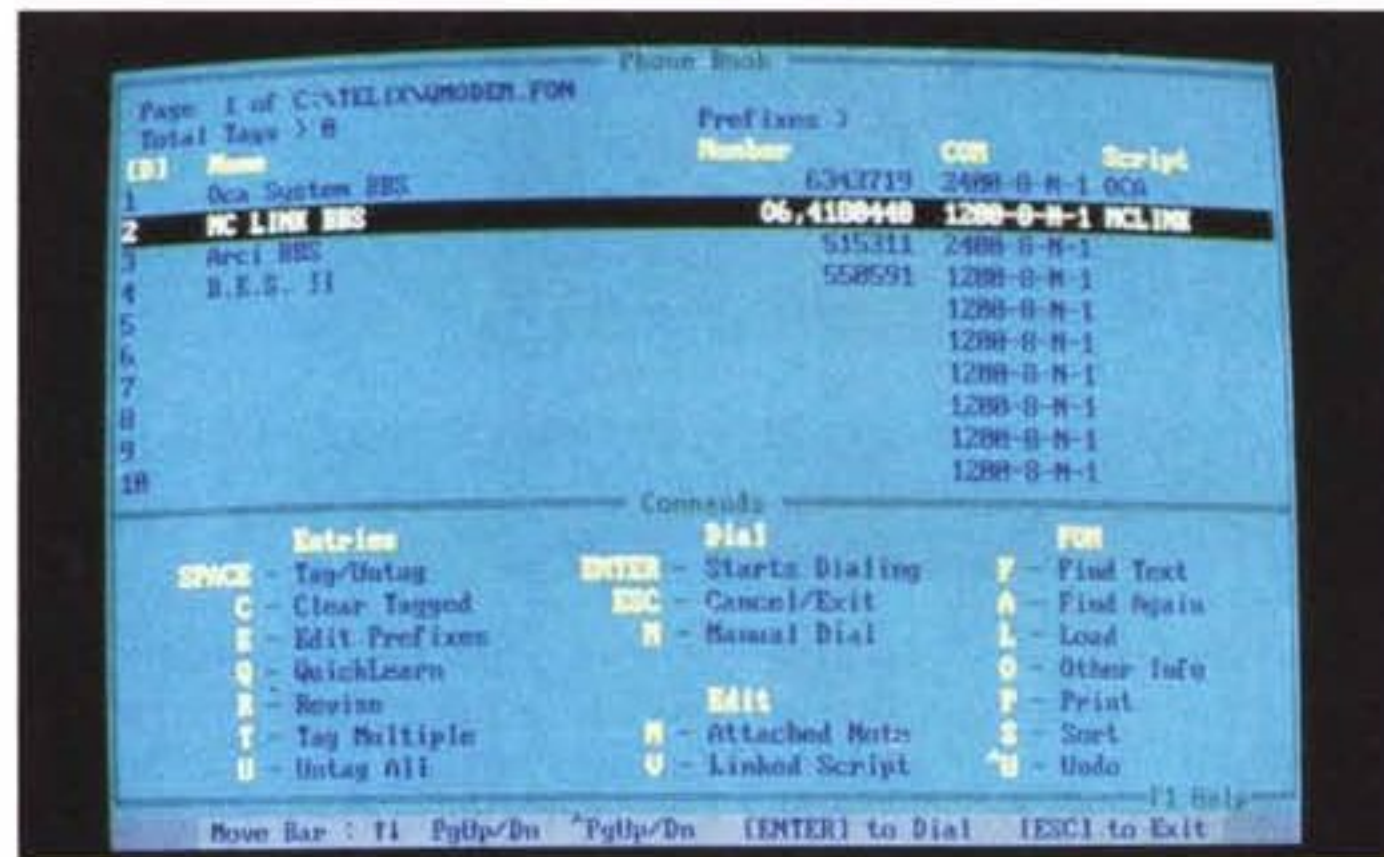 Phone Book
Page 1 of C:\TELIX\QMODEM.FON
Total Tags > 0 Prefixes >
[D] Name Number COM Script
1 Oca System BBS 6343719 2400-8-N-1 OCA
2 MC LINK BBS 06,4180440 1200-8-N-1 MCLINK
3 Arci BBS 515311 2400-8-N-1
4 B.E.S. II 550591 1200-8-N-1
5 1200-8-N-1
6 1200-8-N-1
7 1200-8-N-1
8 1200-8-N-1
9 1200-8-N-1
10 1200-8-N-1
Commands
Entries Dial FON
SPACE - Tag/Untag ENTER - Starts Dialing F - Find Text
C - Clear Tagged ESC - Cancel/Exit A - Find Again
E - Edit Prefixes M - Manual Dial L - Load
Q - QuickLearn O - Other Info
R - Revise Edit P - Print
T - Tag Multiple N - Attached Note S - Sort
U - Untag All V - Linked Script ^U - Undo
F1 Help
Move Bar : ↑↓ PgUp/Dn ^PgUp/Dn [ENTER] to Dial [ESC] to Exit